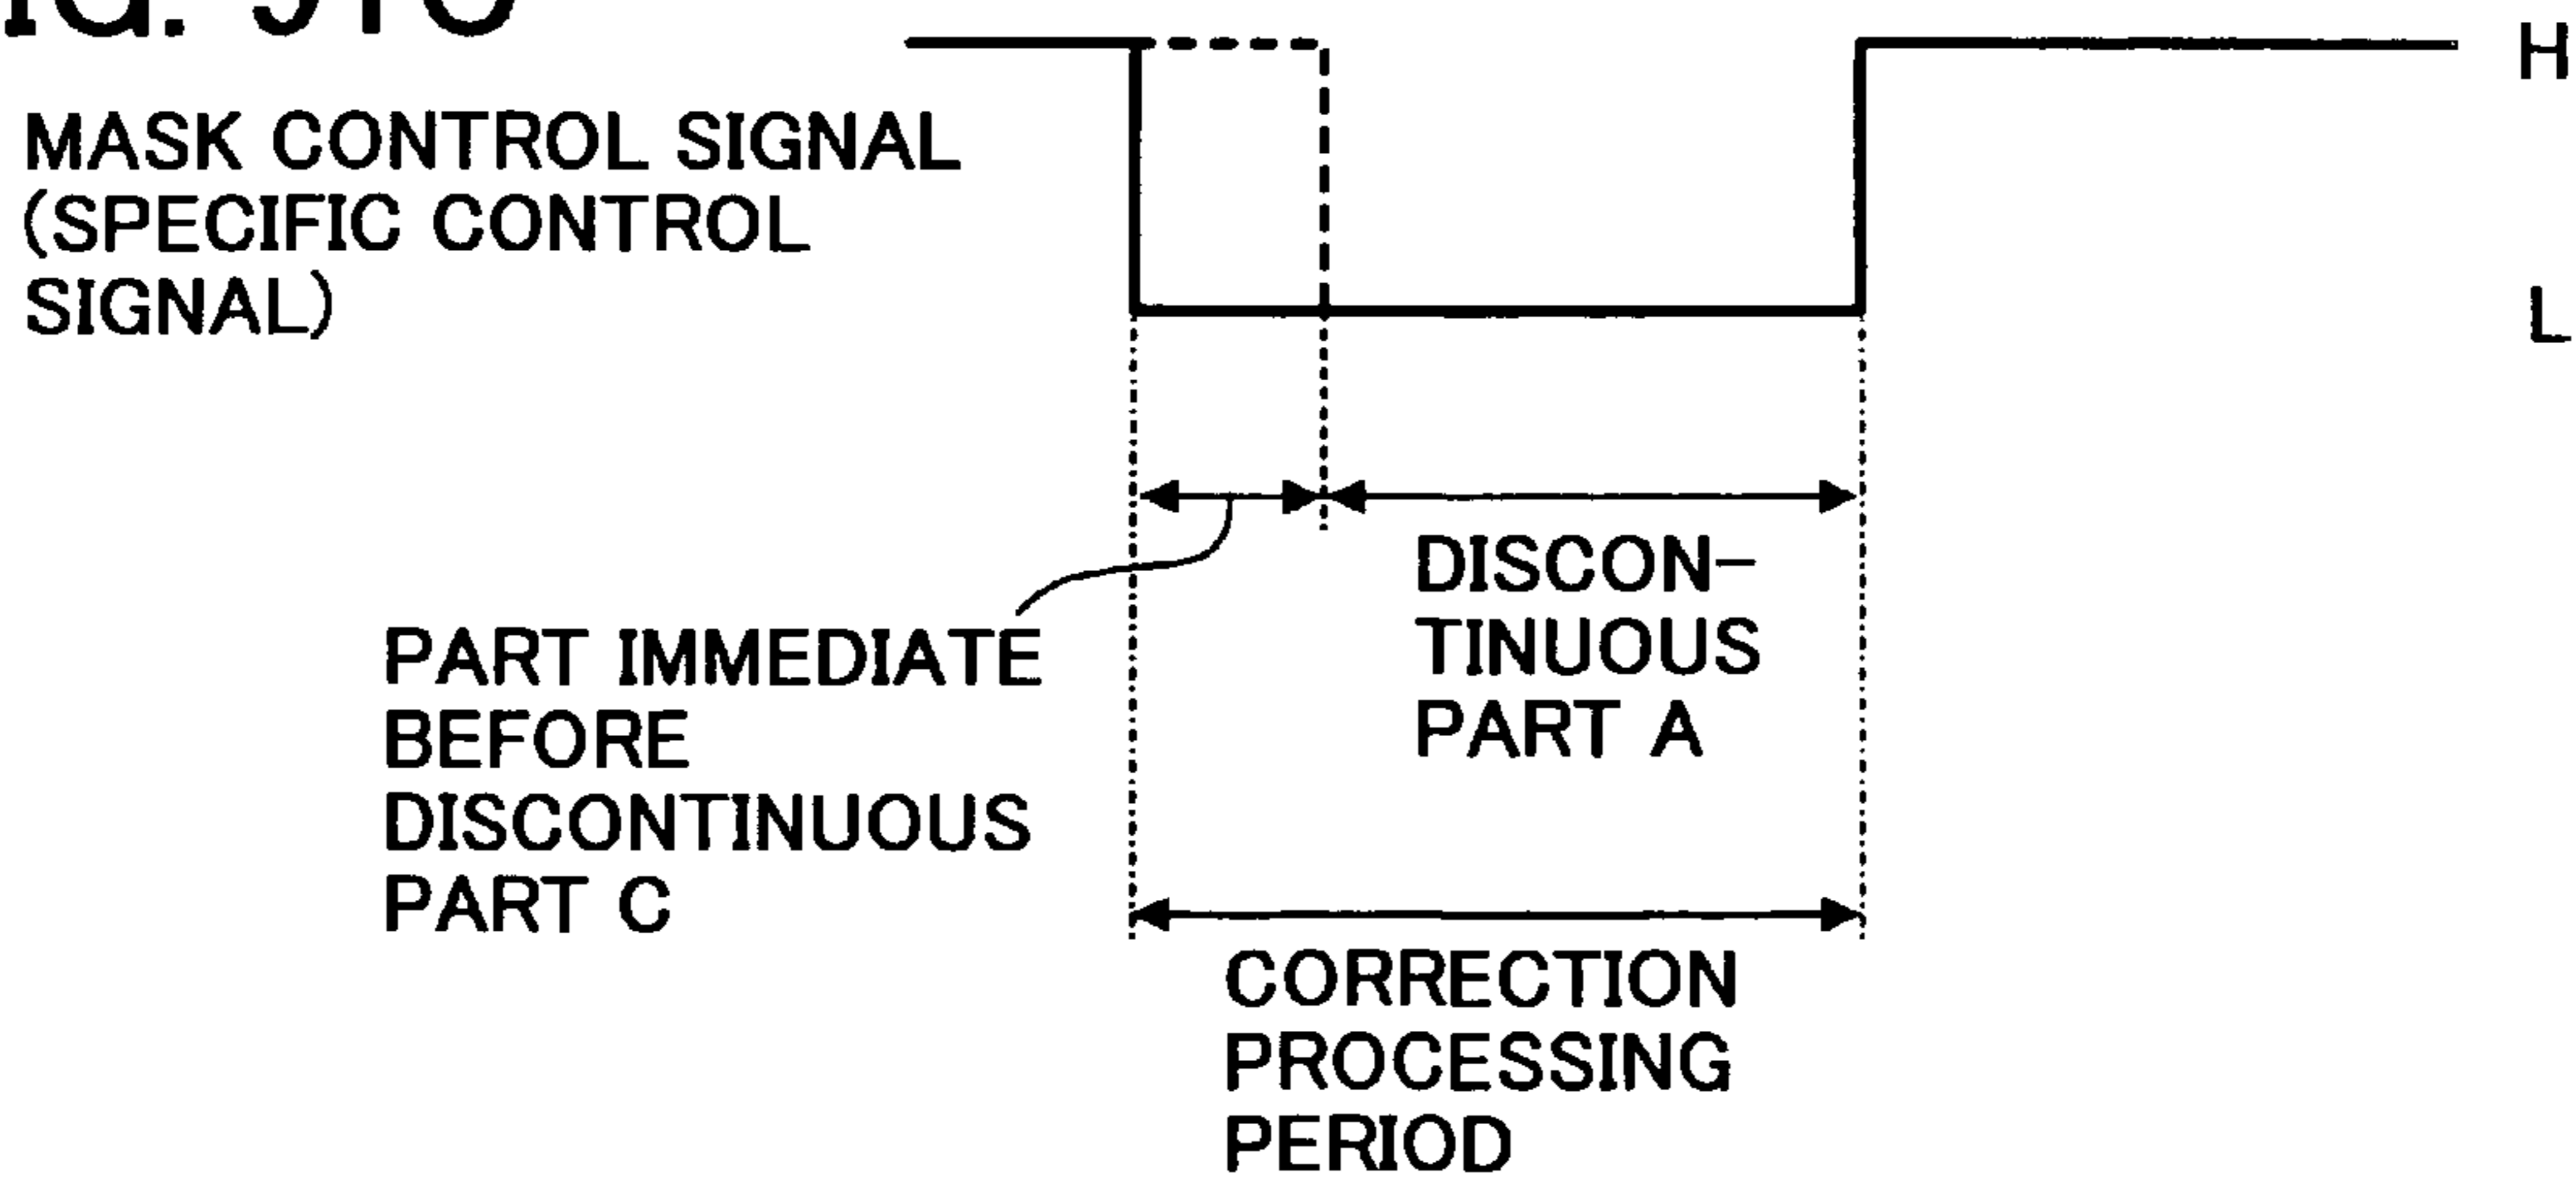 H
MASK CONTROL SIGNAL
(SPECIFIC CONTROL
SIGNAL)
L
DISCON-
TINUOUS
PART A
PART IMMEDIATE
BEFORE
DISCONTINUOUS
PART C
CORRECTION
PROCESSING
PERIOD